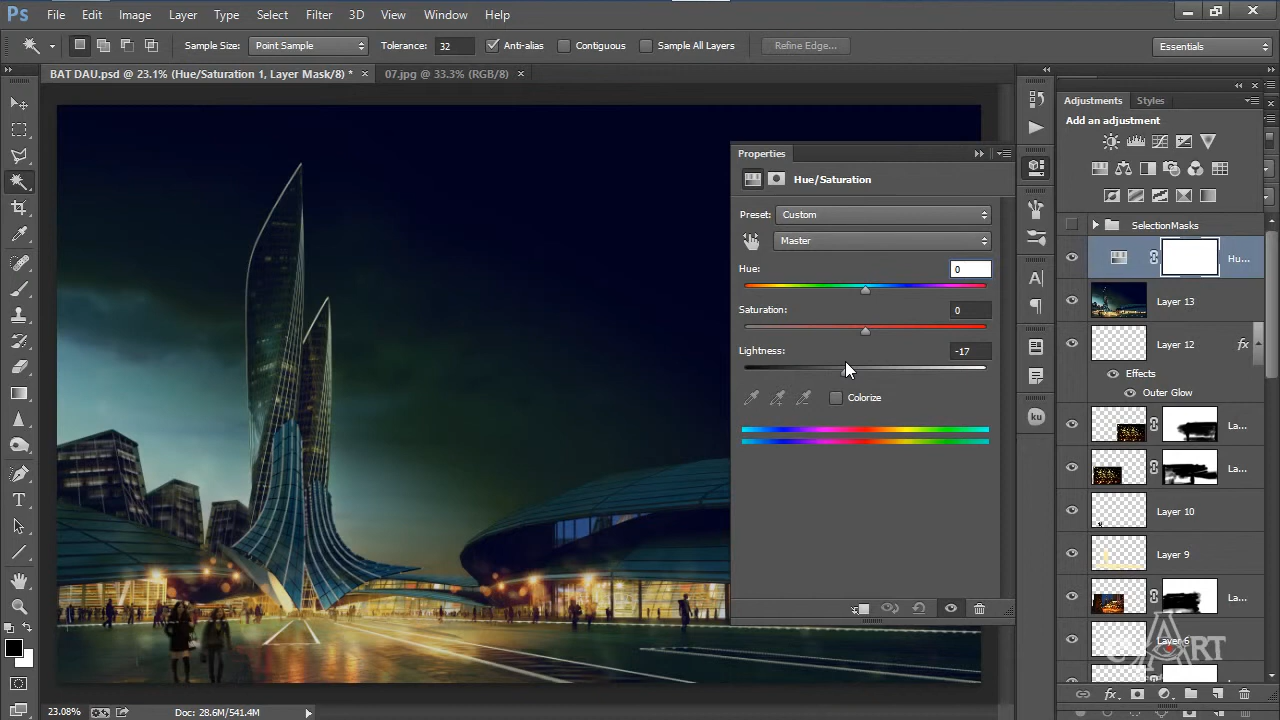 Ps File Edit Image Layer Type Select Filter 3D View Window Help
Sample Size: Point Sample Tolerance: 32 Anti-alias Contiguous Sample All Layers Refine Edge... Essentials
BAT DAU.psd @ 23.1% (Hue/Saturation 1, Layer Mask/8) * × 07.jpg @ 33.3% (RGB/8) ×
Adjustments Styles
Add an adjustment
Properties
Hue/Saturation
Preset: Custom
Master
Hue: 0
Saturation: 0
Lightness: -17
Colorize
SelectionMasks
Hu...
Layer 13
Layer 12 fx
Effects
Outer Glow
La...
La...
Layer 10
Layer 9
La...
Layer 6
ku
23.08% Doc: 28.6M/541.4M